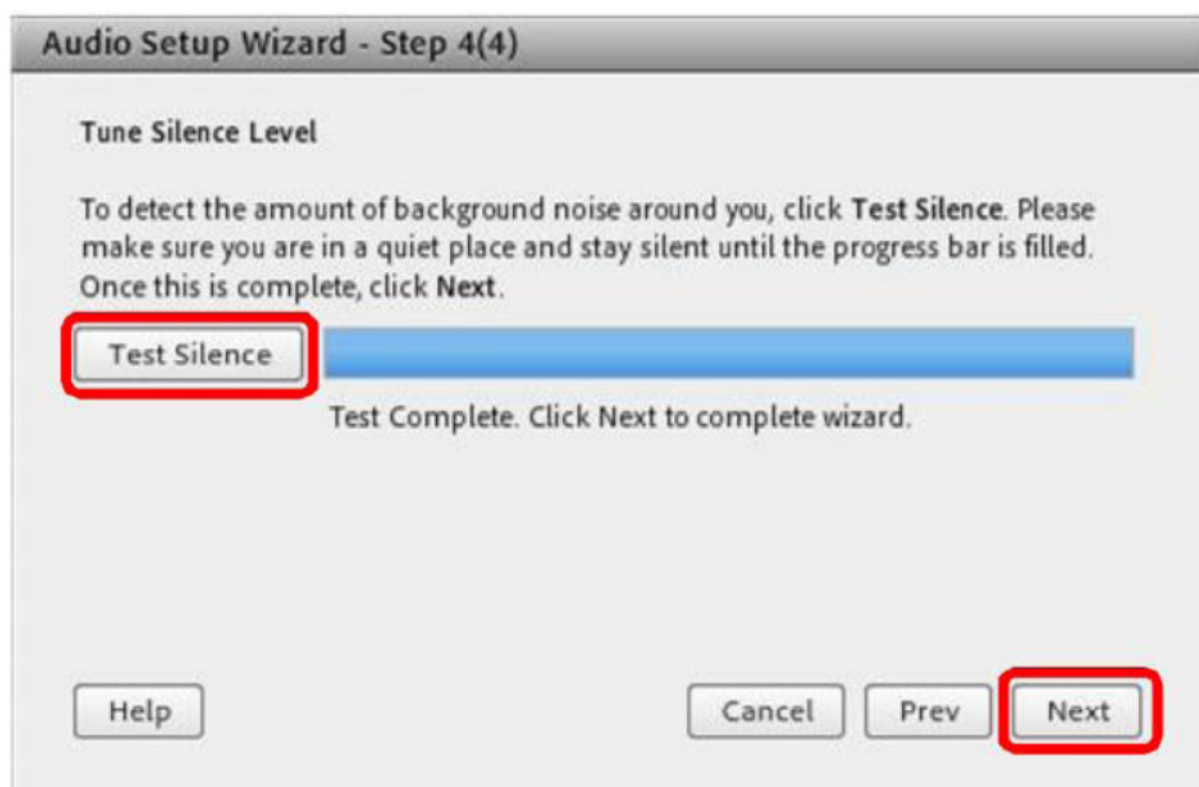 Audio Setup Wizard - Step 4(4)
Tune Silence Level
To detect the amount of background noise around you, click Test Silence. Please
make sure you are in a quiet place and stay silent until the progress bar is filled.
Once this is complete, click Next.
Test Silence
Test Complete. Click Next to complete wizard.
Help Cancel Prev Next